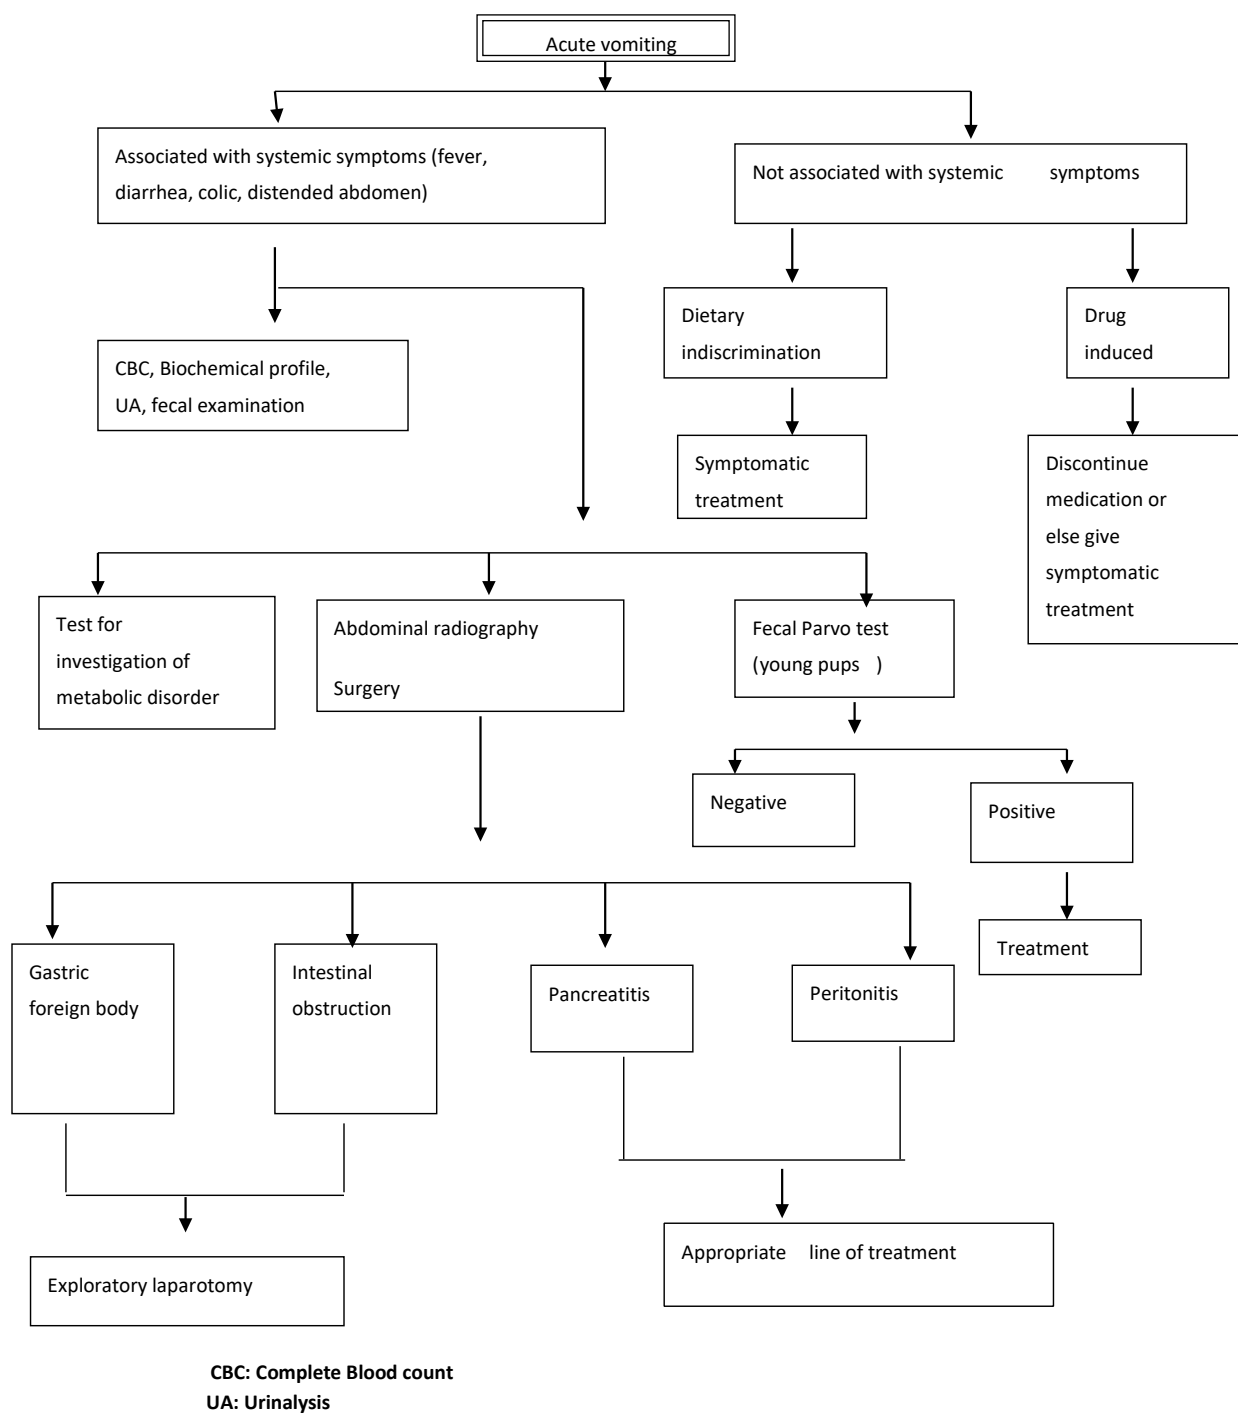 Acute vomiting
Associated with systemic symptoms (fever,
diarrhea, colic, distended abdomen)
Not associated with systemic symptoms
Dietary
indiscrimination
Drug
induced
CBC, Biochemical profile,
UA, fecal examination
Symptomatic
treatment
Discontinue
medication or
else give
symptomatic
treatment
Test for
investigation of
metabolic disorder
Abdominal radiography
Surgery
Fecal Parvo test
(young pups )
Negative
Positive
Treatment
Gastric
foreign body
Intestinal
obstruction
Pancreatitis
Peritonitis
Exploratory laparotomy
Appropriate line of treatment
CBC: Complete Blood count
UA: Urinalysis